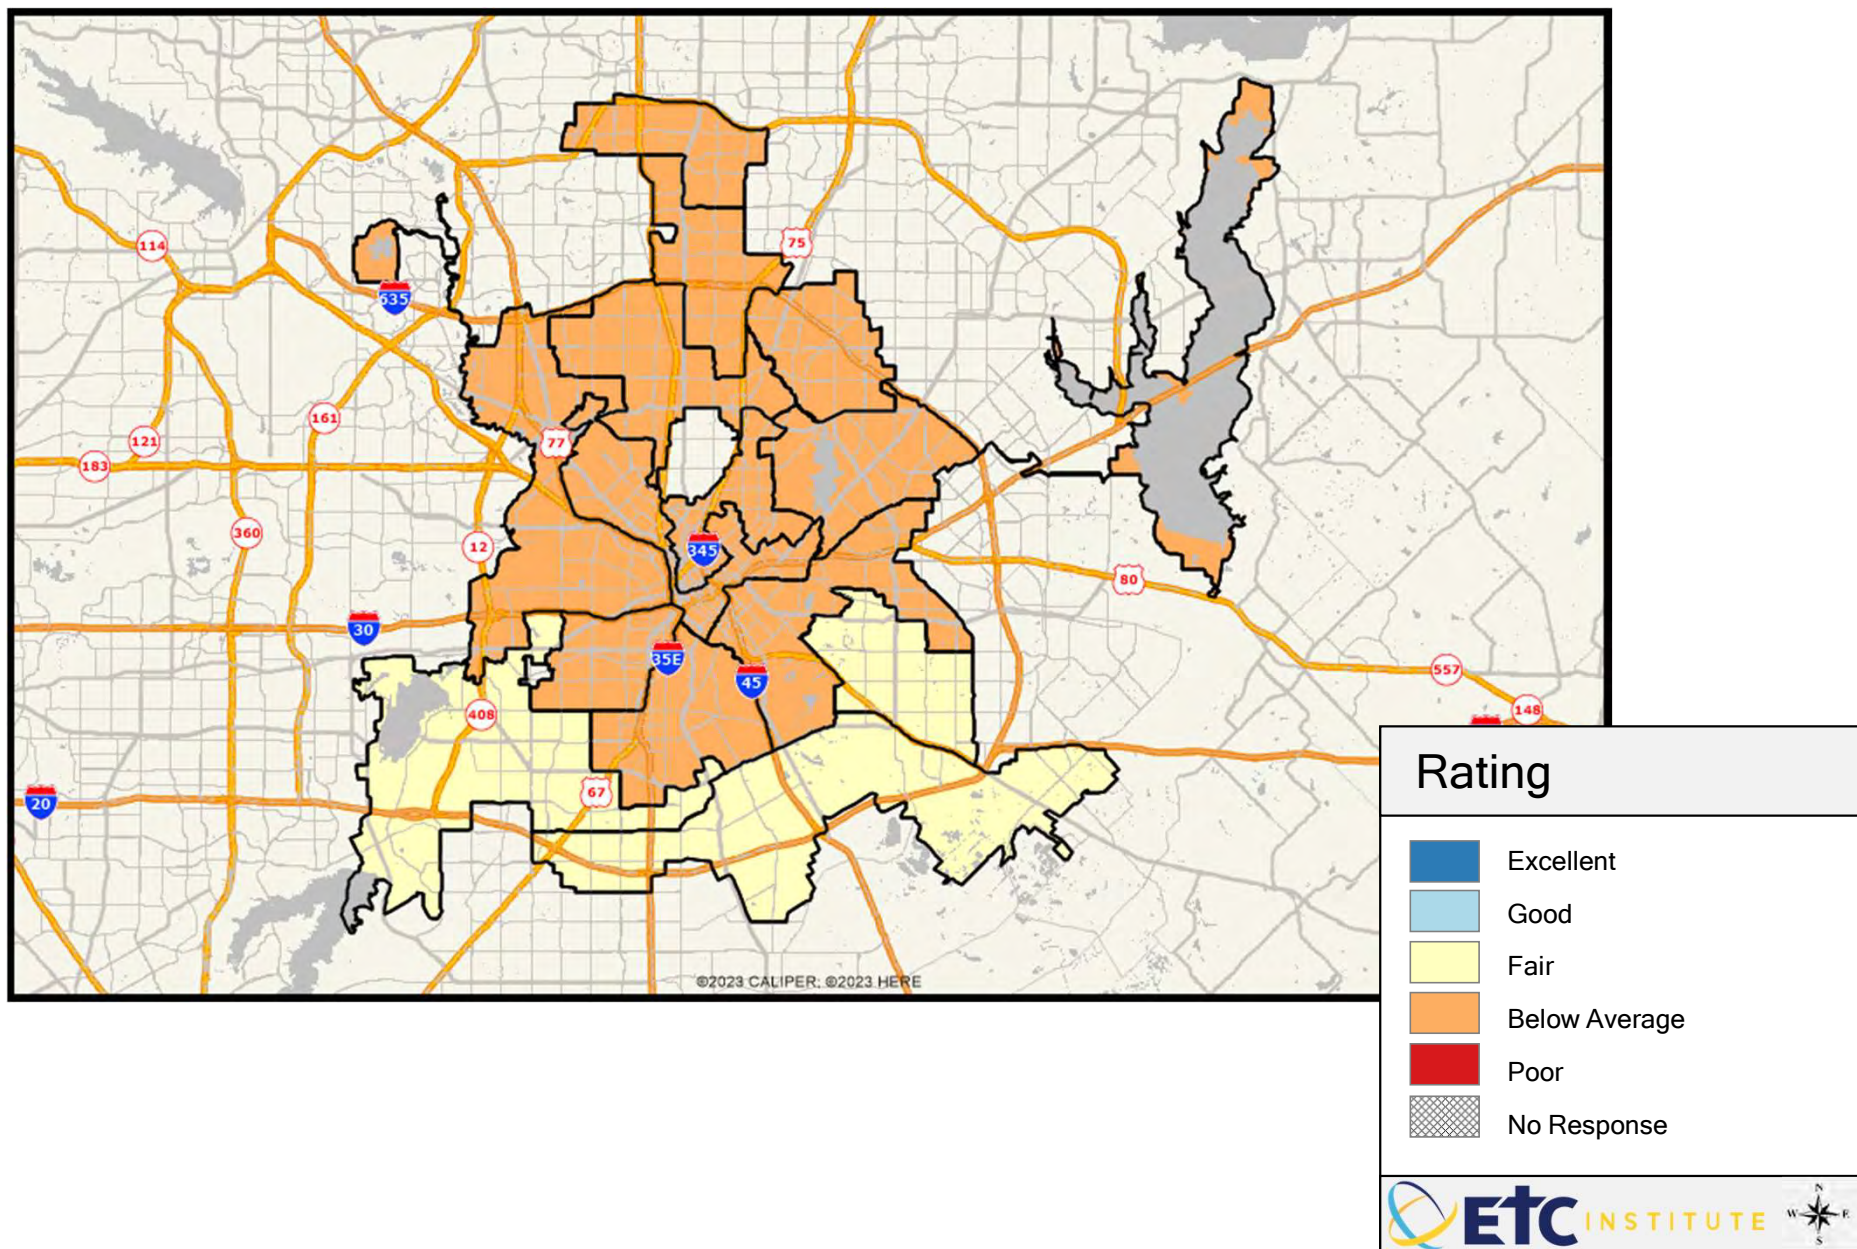 75
114
635
161
77
121
183
360
12
345
80
30
35E
45
557
408
148
67
20
©2023 CALIPER; ©2023 HERE
Rating
Excellent
Good
Fair
Below Average
Poor
No Response
ETC INSTITUTE
N
W E
S